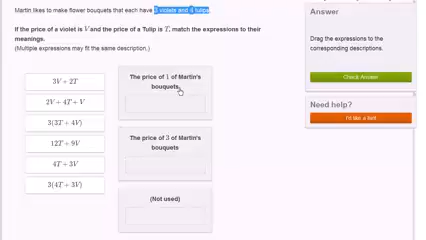 Martin likes to make flower bouquets that each have 3 violets and 4 tulips.
If the price of a violet is V and the price of a Tulip is T, match the expressions to their
meanings.
(Multiple expressions may fit the same description.)
3V + 2T
2V + 4T + V
3(3T + 4V)
12T + 9V
4T + 3V
3(4T + 3V)
The price of 1 of Martin's
bouquets
The price of 3 of Martin's
bouquets
(Not used)
Answer
Drag the expressions to the
corresponding descriptions.
Check Answer
Need help?
I'd like a hint